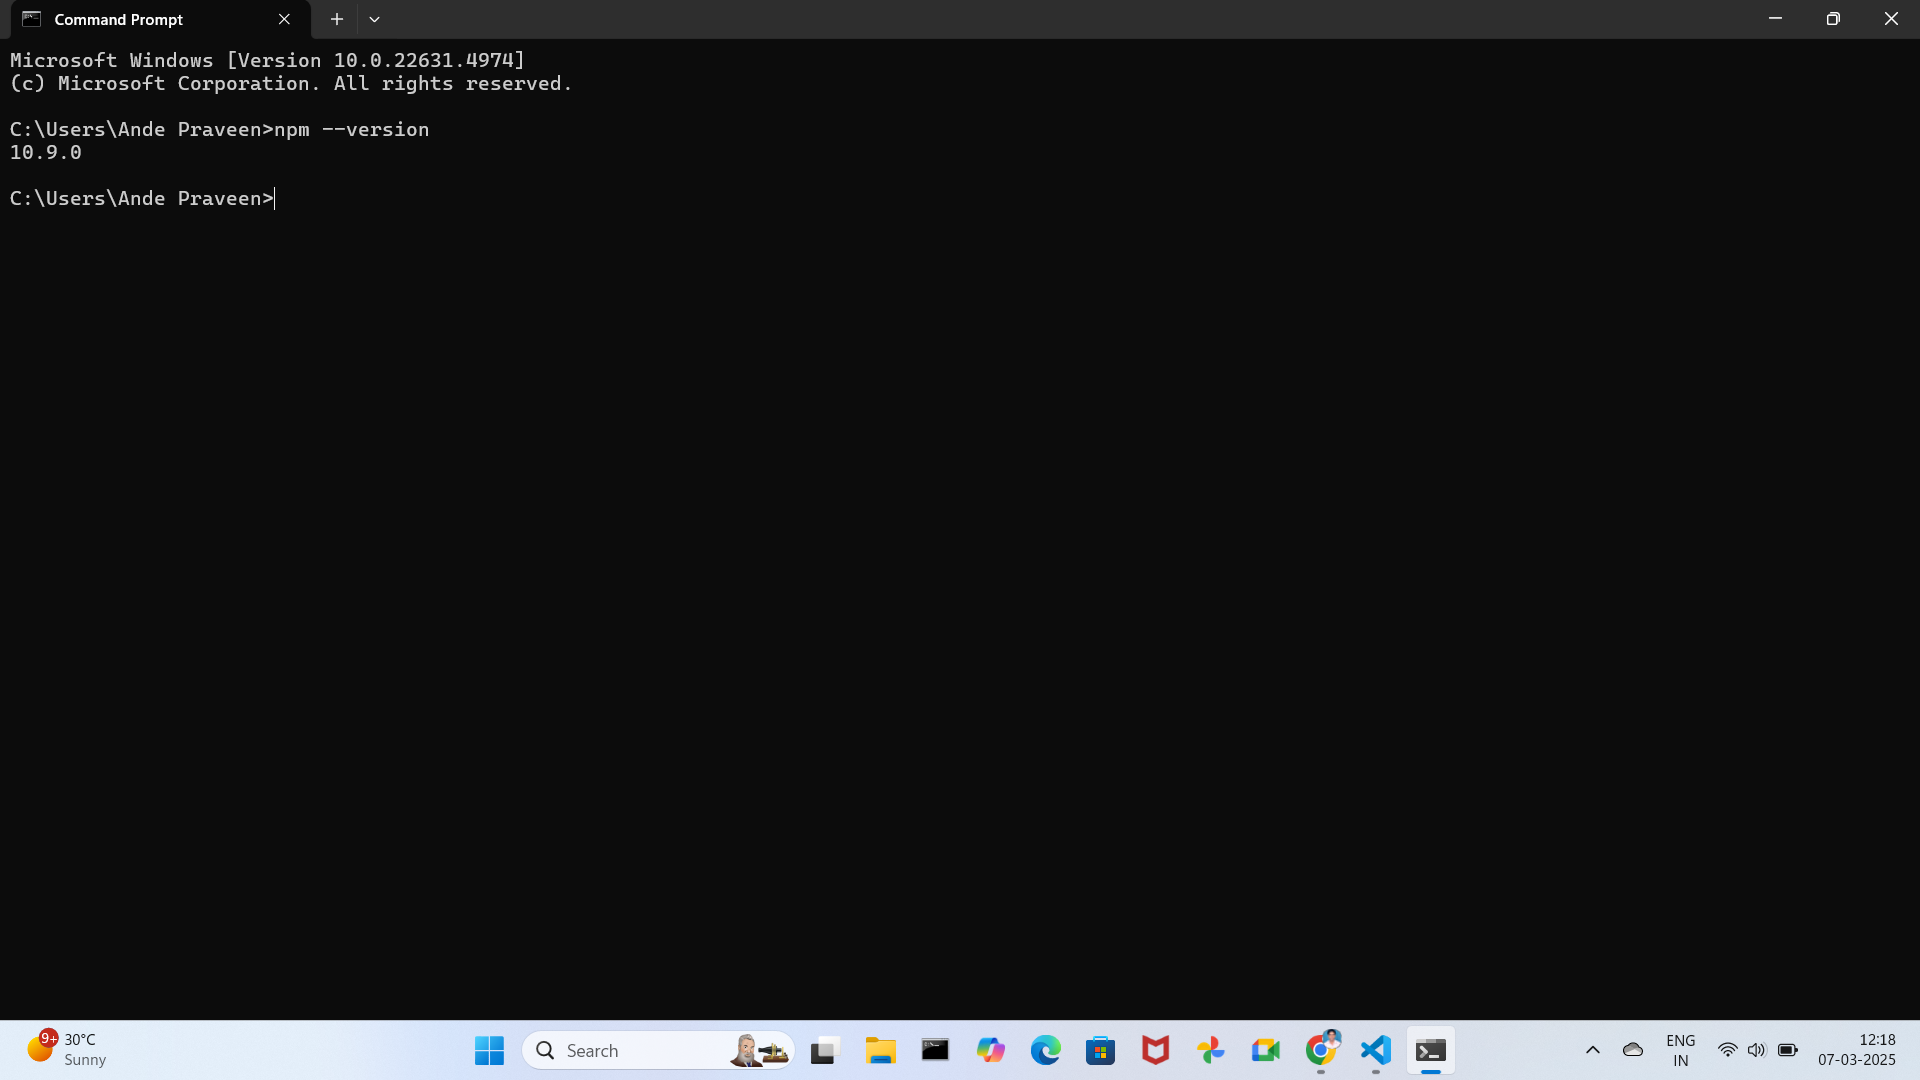 Command Prompt
Microsoft Windows [Version 10.0.22631.4974]
(c) Microsoft Corporation. All rights reserved.
C:\Users\Ande Praveen>npm --version
10.9.0
C:\Users\Ande Praveen>
9+
30°C
Sunny
Search
ENG
IN
12:18
07-03-2025